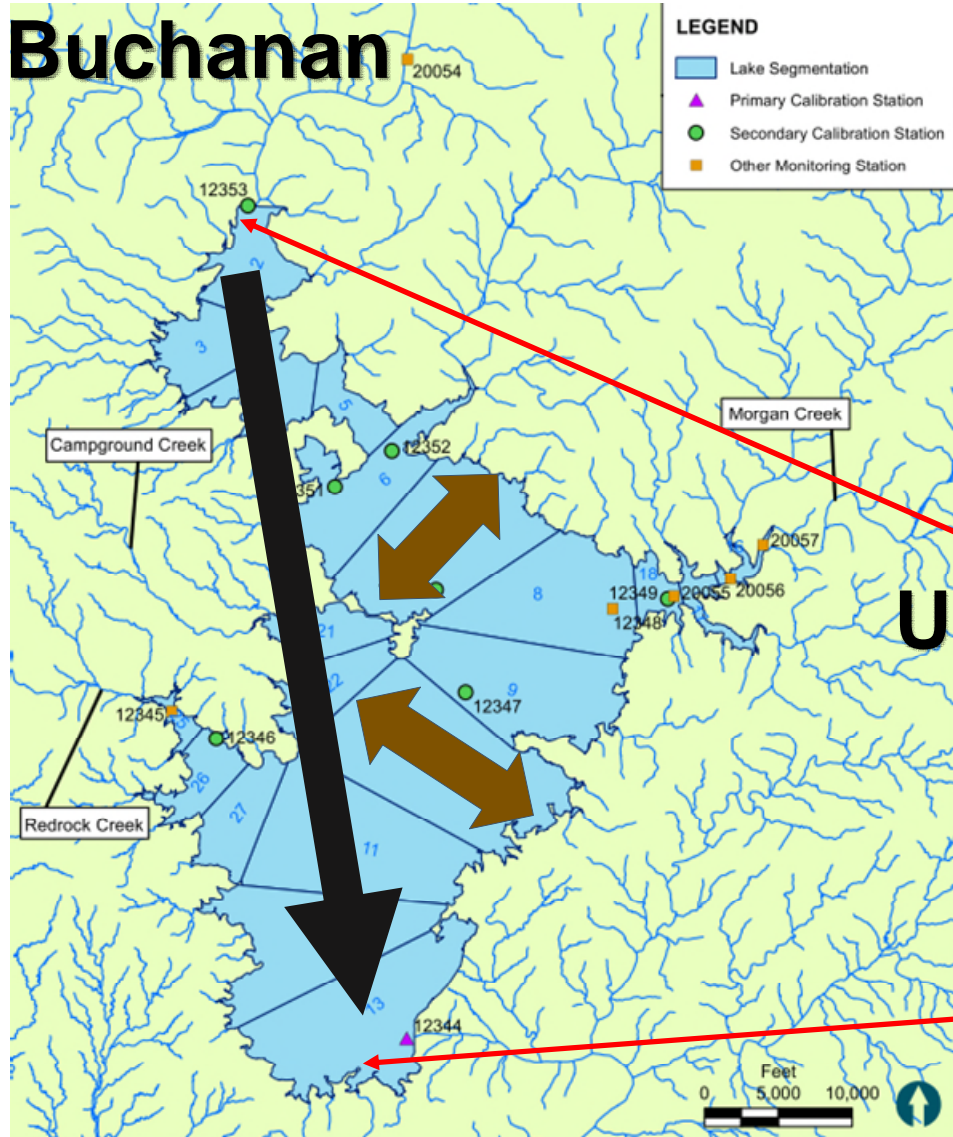 Buchanan
20054
LEGEND
Lake Segmentation
Primary Calibration Station
Secondary Calibration Station
Other Monitoring Station
12353
2
3
5
Morgan Creek
Campground Creek
12352
6
351
20057
18
8
12349
20055
20056
12348
U
21
22
9
12347
12345
12346
26
27
Redrock Creek
11
13
12344
Feet
0 5,000 10,000